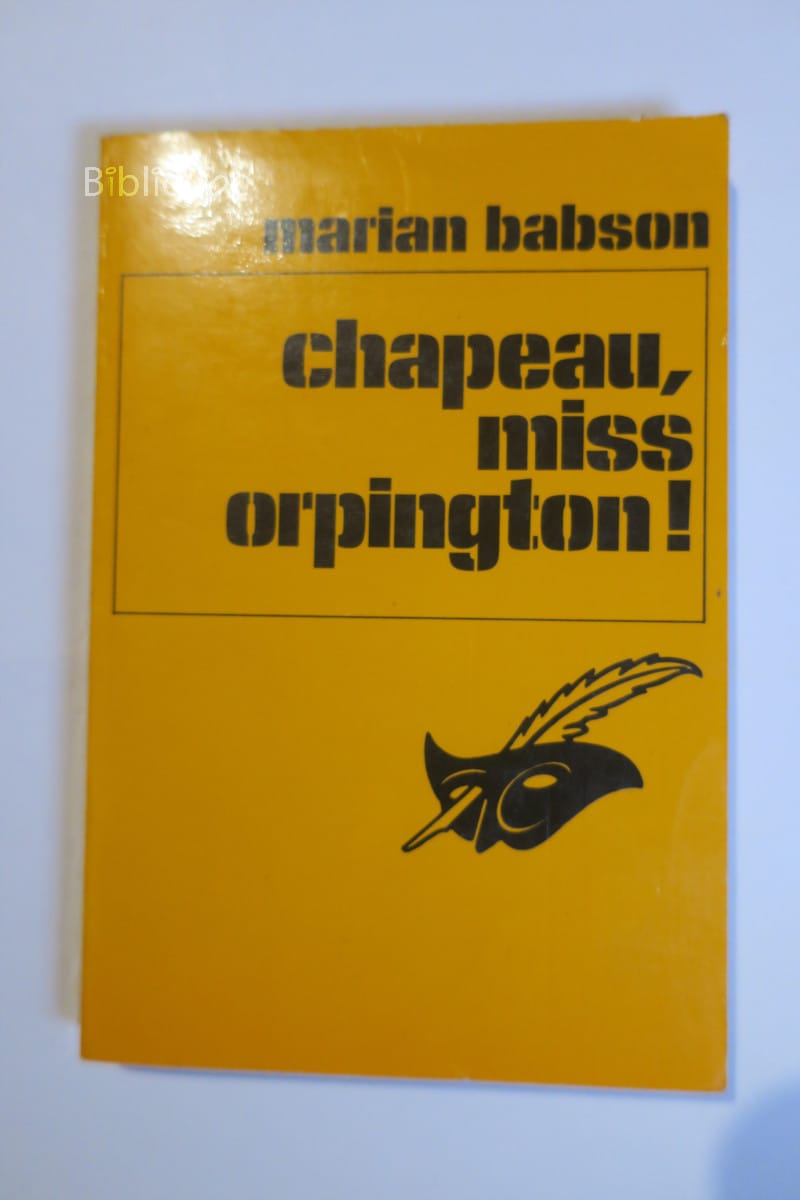 marian babson
chapeau,
miss
orpington !